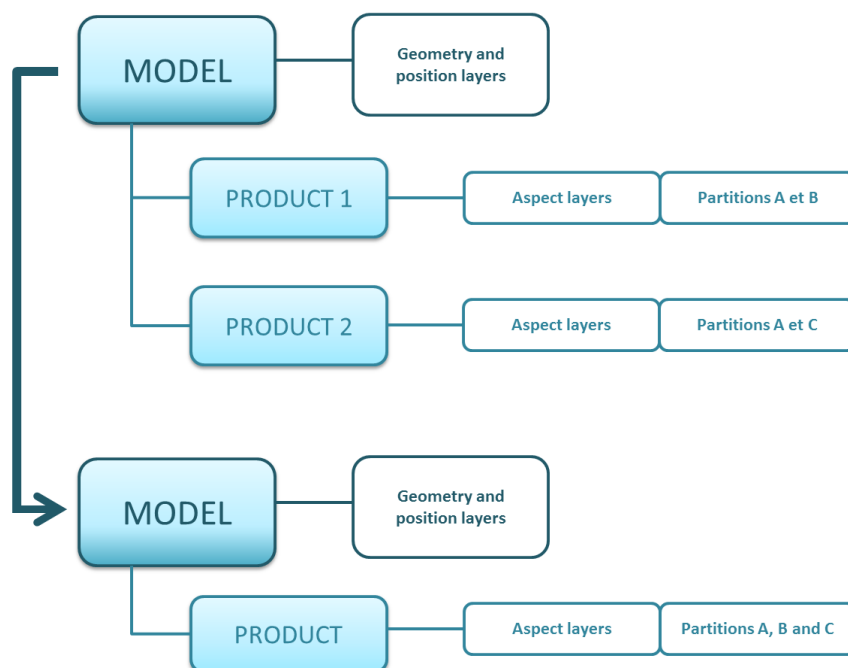 MODEL
Geometry and
position layers
PRODUCT 1
Aspect layers
Partitions A et B
PRODUCT 2
Aspect layers
Partitions A et C
MODEL
Geometry and
position layers
PRODUCT
Aspect layers
Partitions A, B and C